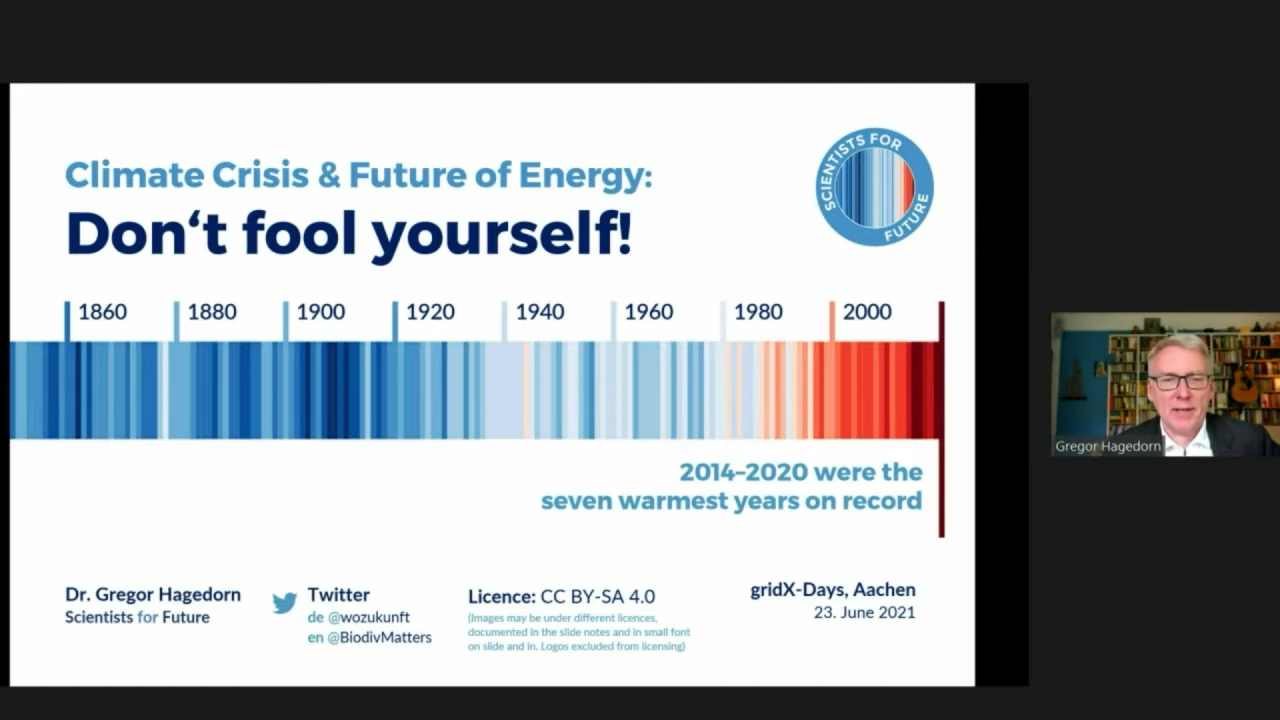 Climate Crisis & Future of Energy:
Don‘t fool yourself!
SCIENTISTS FOR
FUTURE
1860 1880 1900 1920 1940 1960 1980 2000
2014–2020 were the
seven warmest years on record
Dr. Gregor Hagedorn
Scientists for Future
Twitter
de @wozukunft
en @BiodivMatters
Licence: CC BY-SA 4.0
(Images may be under different licences,
documented in the slide notes and in small font
on slide and in. Logos excluded from licensing)
gridX-Days, Aachen
23. June 2021
Gregor Hagedorn